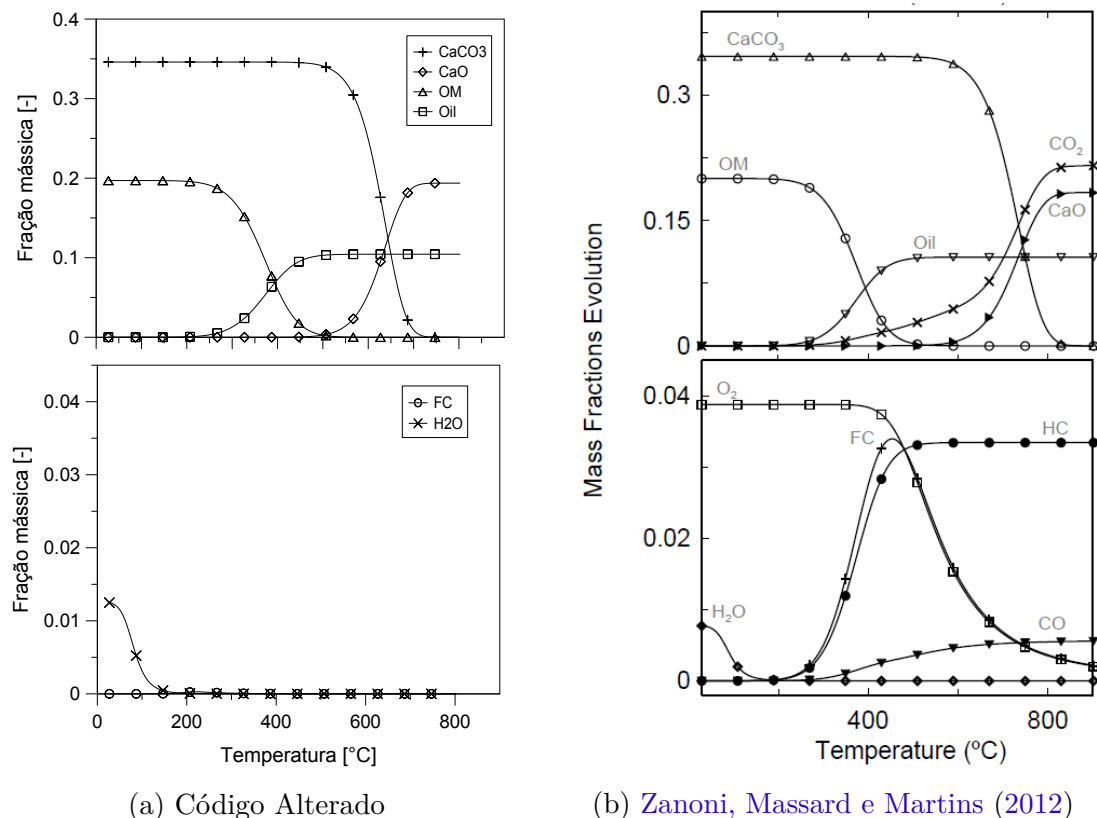 0.4
0.3
0.2
0.1
0
Fração mássica [-]
CaCO3
CaO
OM
Oil
0.04
0.03
0.02
0.01
0
Fração mássica [-]
FC
H2O
0 200 400 600 800
Temperatura [°C]
(a) Código Alterado
Mass Fractions Evolution
0.3
0.15
0
CaCO₃
OM
Oil
CO₂
CaO
0.04
0.02
0
O₂
FC
HC
H₂O
CO
400 800
Temperature (ºC)
(b) Zanoni, Massard e Martins (2012)